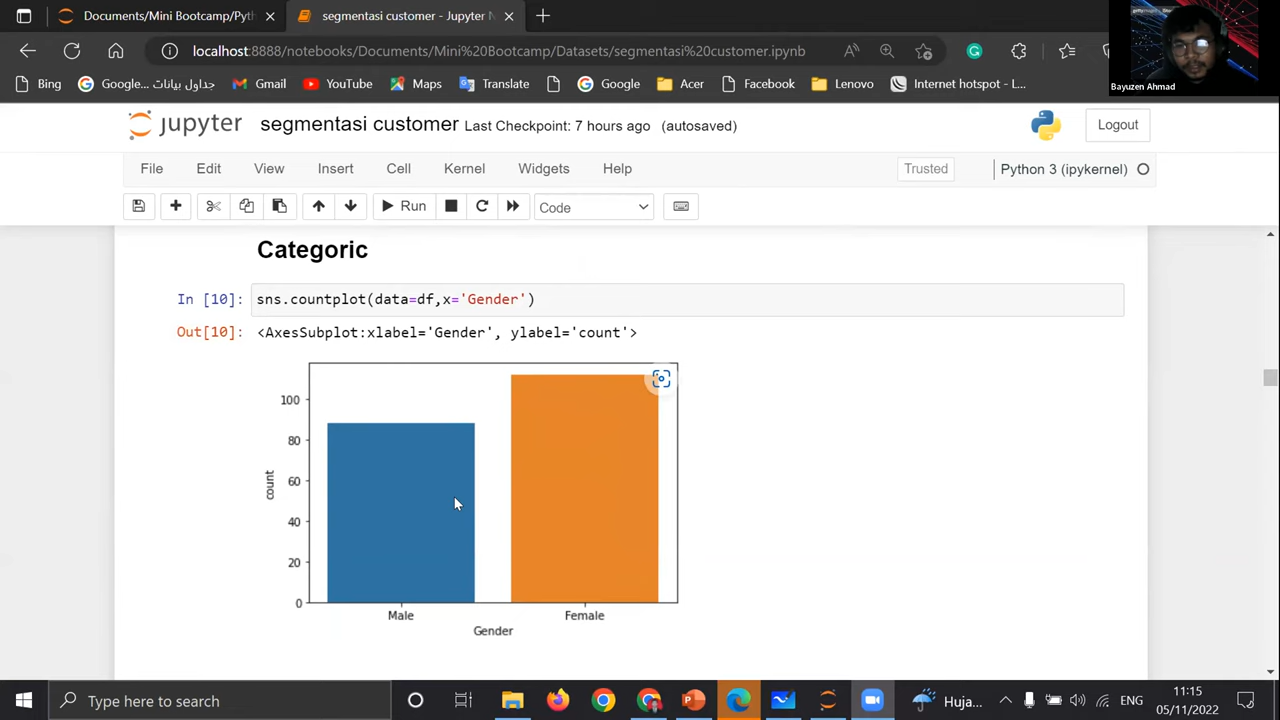 Documents/Mini Bootcamp/Pyth
segmentasi customer - Jupyter N
localhost:8888/notebooks/Documents/Mini%20Bootcamp/Datasets/segmentasi%20customer.ipynb
Bing
Google... جداول بيانات
Gmail
YouTube
Maps
Translate
Google
Acer
Facebook
Lenovo
Internet hotspot - L...
Bayuzen Ahmad
jupyter
segmentasi customer Last Checkpoint: 7 hours ago (autosaved)
Logout
File Edit View Insert Cell Kernel Widgets Help
Trusted
Python 3 (ipykernel)
Run
Code
Categoric
In [10]: sns.countplot(data=df,x='Gender')
Out[10]: <AxesSubplot:xlabel='Gender', ylabel='count'>
100
80
60
40
20
0
count
Male Female
Gender
Type here to search
Huja...
ENG
11:15
05/11/2022